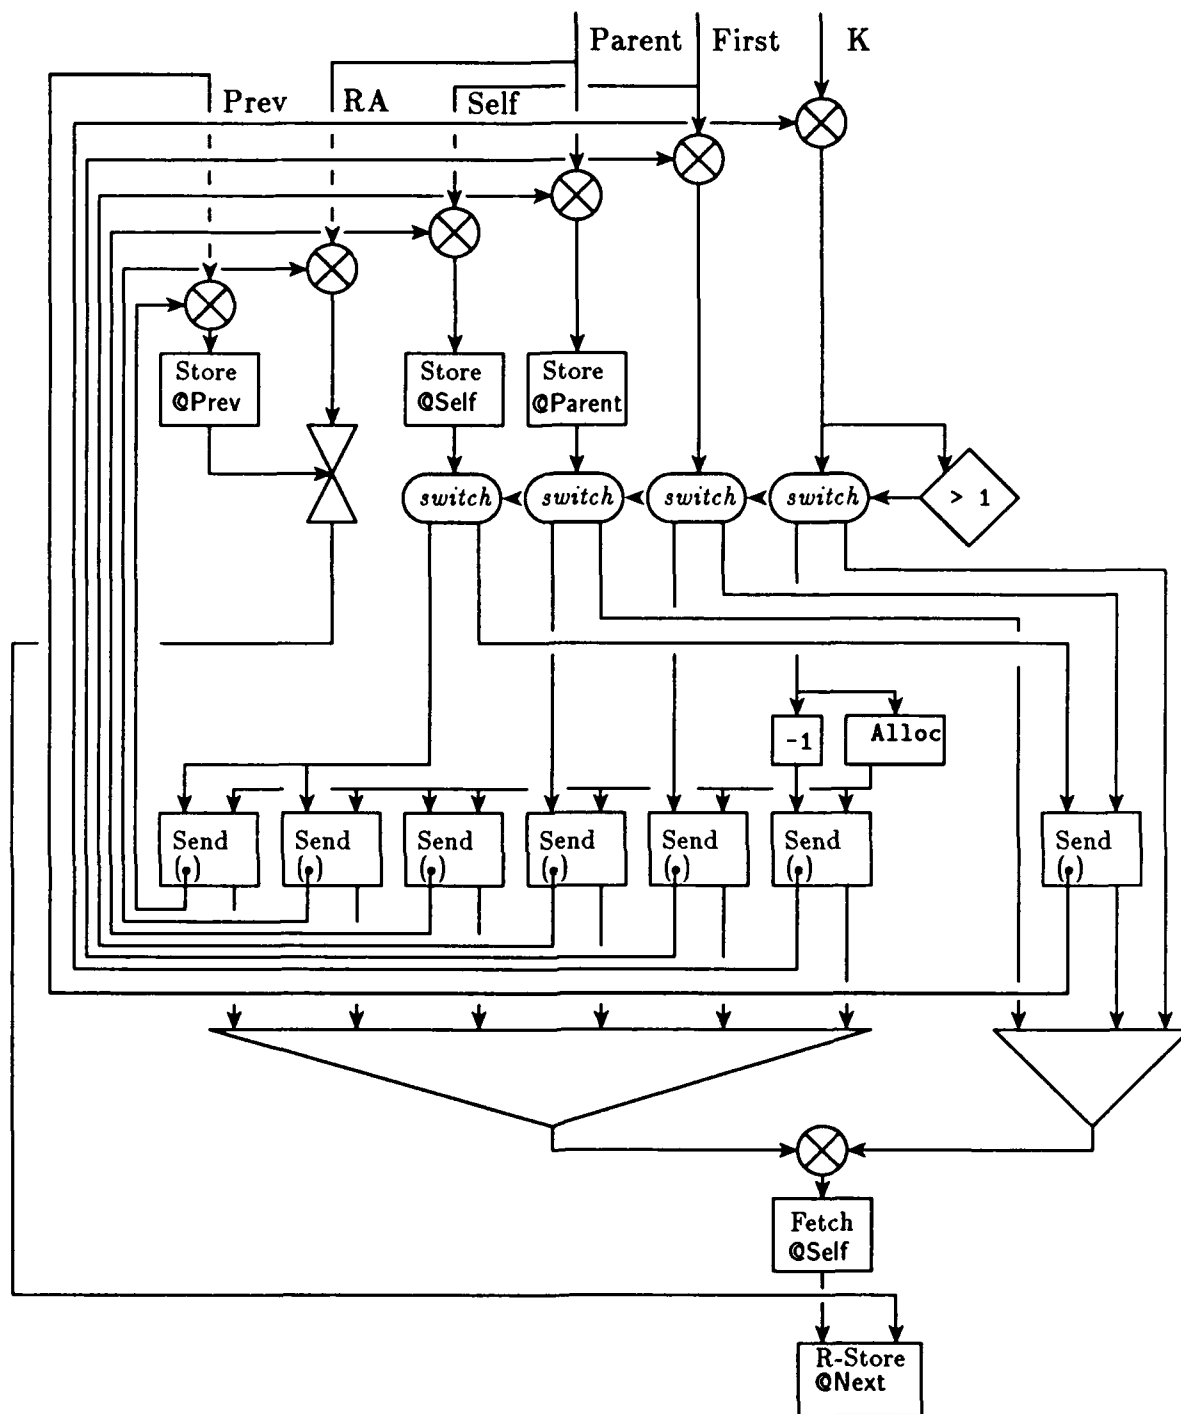 Parent
First
K
Prev
RA
Self
Store
@Prev
Store
@Self
Store
@Parent
switch
switch
switch
switch
> 1
-1
Alloc
Send
(•)
Send
(•)
Send
(•)
Send
(•)
Send
(•)
Send
(•)
Send
(•)
Fetch
@Self
R-Store
@Next